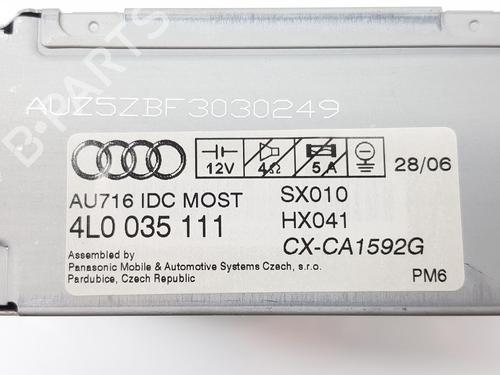 AUZ5ZBF3030249
12V 4Ω 5A 28/06
AU716 IDC MOST SX010
4L0 035 111 HX041
CX-CA1592G
Assembled by
Panasonic Mobile & Automotive Systems Czech, s.r.o.
Pardubice, Czech Republic PM6
B-PARTS